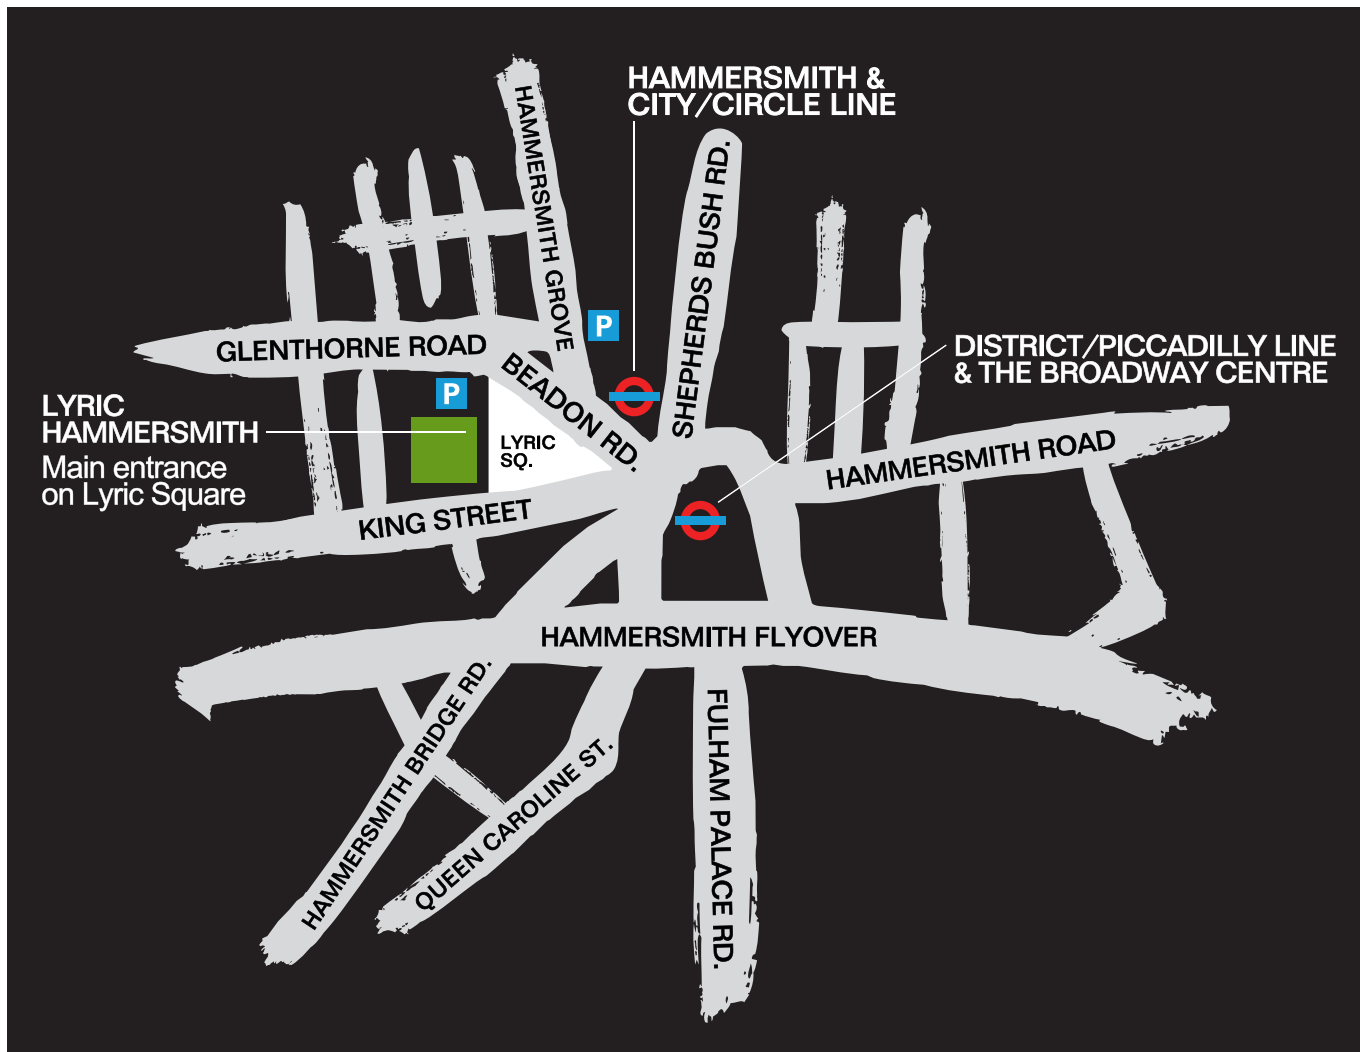 HAMMERSMITH &
CITY/CIRCLE LINE
HAMMERSMITH GROVE
SHEPHERDS BUSH RD.
P
GLENTHORNE ROAD
DISTRICT/PICCADILLY LINE
& THE BROADWAY CENTRE
BEADON RD.
P
LYRIC
HAMMERSMITH
Main entrance
on Lyric Square
LYRIC
SQ.
HAMMERSMITH ROAD
KING STREET
HAMMERSMITH FLYOVER
HAMMERSMITH BRIDGE RD.
QUEEN CAROLINE ST.
FULHAM PALACE RD.